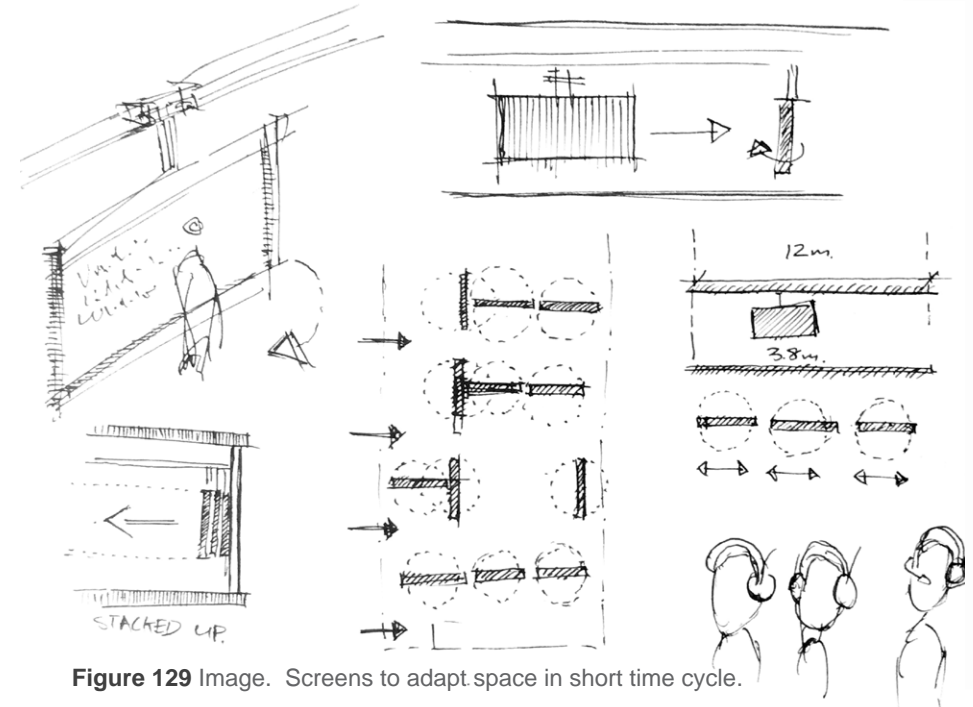 12m.
3.8m.
STACKED UP.
Figure 129 Image. Screens to adapt space in short time cycle.